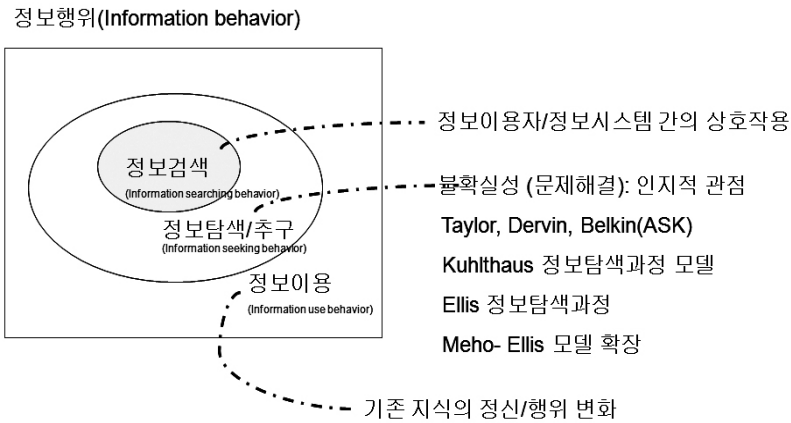 정보행위(Information behavior)
정보검색
(Information searching behavior)
정보탐색/추구
(Information seeking behavior)
정보이용
(Information use behavior)
정보이용자/정보시스템 간의 상호작용
불확실성 (문제해결): 인지적 관점
Taylor, Dervin, Belkin(ASK)
Kuhlthaus 정보탐색과정 모델
Ellis 정보탐색과정
Meho- Ellis 모델 확장
기존 지식의 정신/행위 변화